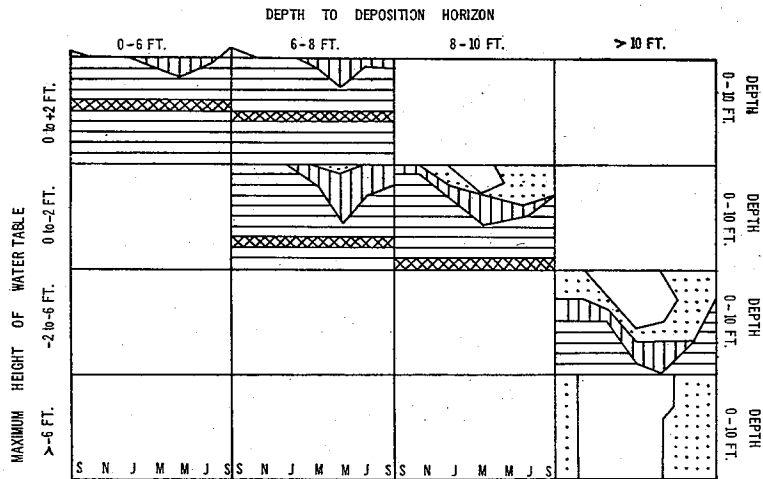 DEPTH TO DEPOSITION HORIZON
0-6 FT. 6-8 FT. 8-10 FT. >10 FT.
MAXIMUM HEIGHT OF WATER TABLE
0 to +2 FT.
0 to -2 FT.
-2 to -6 FT.
>-6 FT.
DEPTH
0-10 FT.
DEPTH
0-10 FT.
DEPTH
0-10 FT.
DEPTH
0-10 FT.
S N J M M J S S N J M M J S S N J M M J S S N J M M J S